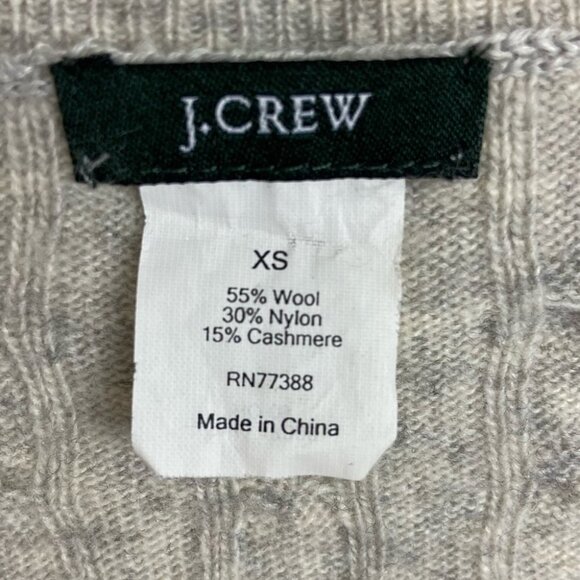 J.CREW
XS
55% Wool
30% Nylon
15% Cashmere
RN77388
Made in China